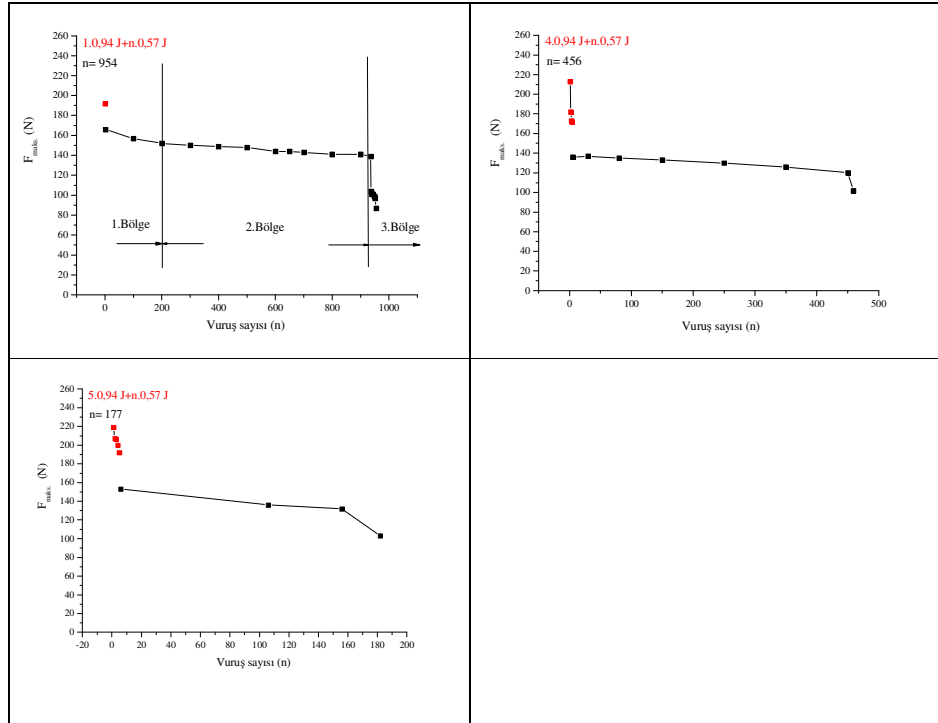 1.0,94 J+n.0,57 J
n= 954
260
240
220
200
180
160
140
120
100
80
60
40
20
0
F maks. (N)
1.Bölge
2.Bölge
3.Bölge
0 200 400 600 800 1000
Vuruş sayısı (n)
4.0,94 J+n.0,57 J
n= 456
260
240
220
200
180
160
140
120
100
80
60
40
20
0
F maks. (N)
0 100 200 300 400 500
Vuruş sayısı (n)
5.0,94 J+n.0,57 J
n= 177
260
240
220
200
180
160
140
120
100
80
60
40
20
0
F maks. (N)
-20 0 20 40 60 80 100 120 140 160 180 200
Vuruş sayısı (n)